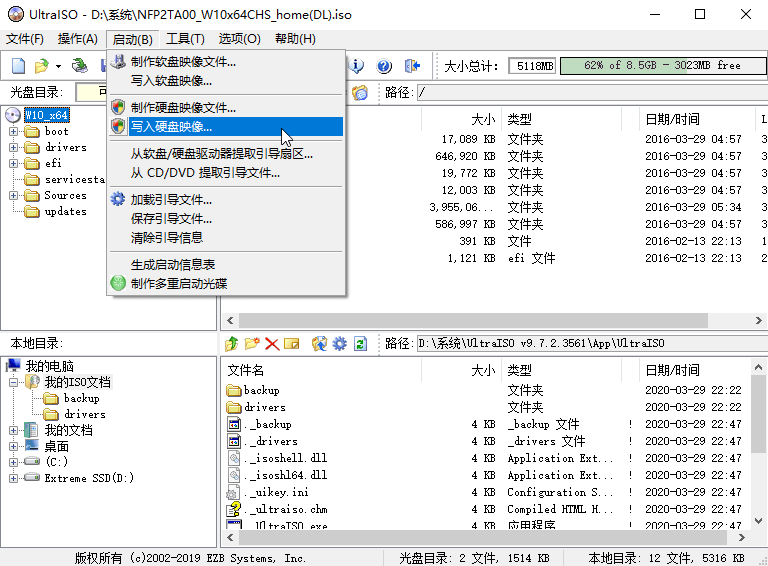 UltraISO - D:\系统\NFP2TA00_W10x64CHS_home(DL).iso
文件(F) 操作(A) 启动(B) 工具(T) 选项(O) 帮助(H)
大小总计: 5118MB 62% of 8.5GB - 3023MB free
光盘目录: 可
路径: /
制作软盘映像文件...
写入软盘映像...
制作硬盘映像文件...
写入硬盘映像...
从软盘/硬盘驱动器提取引导扇区...
从 CD/DVD 提取引导文件...
加载引导文件...
保存引导文件...
清除引导信息
生成启动信息表
制作多重启动光碟
W10_x64
boot
drivers
efi
servicesta
Sources
updates
大小 类型 日期/时间 L
17,089 KB 文件夹 2016-03-29 04:57 3
646,920 KB 文件夹 2016-03-29 04:57 3
19,772 KB 文件夹 2016-03-29 04:57 3
12,003 KB 文件夹 2016-03-29 04:57 3
3,955,06... 文件夹 2016-03-29 05:34 3
586,997 KB 文件夹 2016-03-29 04:57 3
391 KB 文件 2016-02-13 22:13 1
1,121 KB efi 文件 2016-02-13 22:13 1
本地目录:
路径: D:\系统\UltraISO v9.7.2.3561\App\UltraISO
我的电脑
我的ISO文档
backup
drivers
我的文档
桌面
(C:)
Extreme SSD(D:)
文件名 大小 类型 日期/时间
backup 文件夹 2020-03-29 22:22
drivers 文件夹 2020-03-29 22:22
._backup 4 KB _backup 文件 ! 2020-03-29 22:47
._drivers 4 KB _drivers 文件 ! 2020-03-29 22:47
._isoshell.dll 4 KB Application Ext... ! 2020-03-29 22:47
._isoshl64.dll 4 KB Application Ext... ! 2020-03-29 22:47
._uikey.ini 4 KB Configuration S... ! 2020-03-29 22:47
._ultraiso.chm 4 KB Compiled HTML H... ! 2020-03-29 22:47
._UltraISO.exe 4 KB 应用程序 ! 2020-03-29 22:47
版权所有 (c)2002-2019 EZB Systems, Inc. 光盘目录: 2 文件, 1514 KB 本地目录: 12 文件, 5316 KB